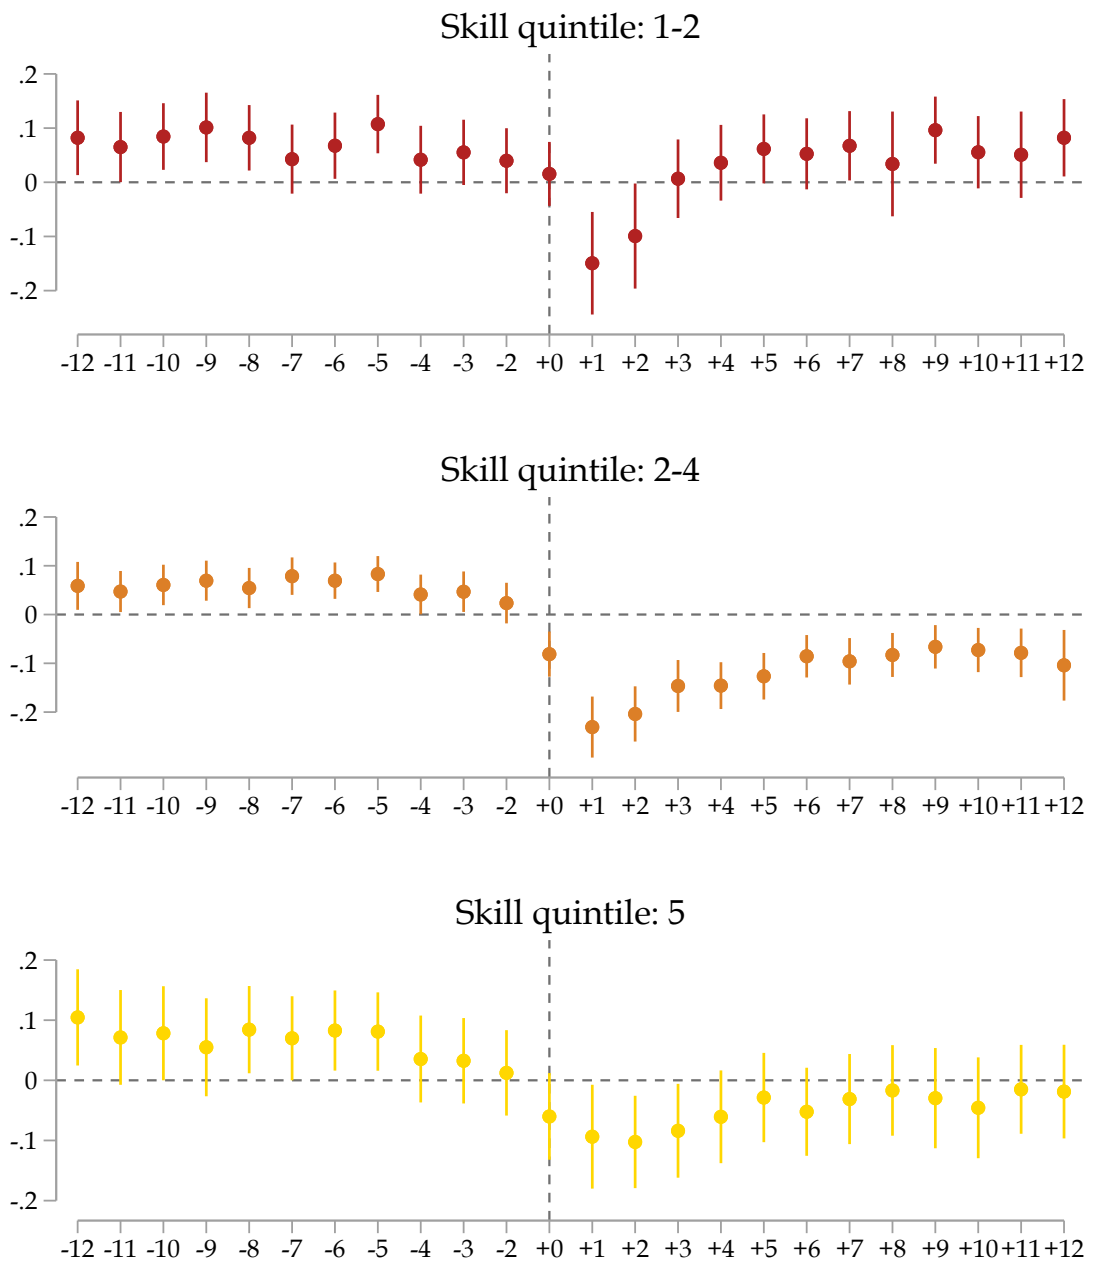 Skill quintile: 1-2
.2
.1
0
-.1
-.2
-12 -11 -10 -9 -8 -7 -6 -5 -4 -3 -2 +0 +1 +2 +3 +4 +5 +6 +7 +8 +9 +10 +11 +12
Skill quintile: 2-4
.2
.1
0
-.1
-.2
-12 -11 -10 -9 -8 -7 -6 -5 -4 -3 -2 +0 +1 +2 +3 +4 +5 +6 +7 +8 +9 +10 +11 +12
Skill quintile: 5
.2
.1
0
-.1
-.2
-12 -11 -10 -9 -8 -7 -6 -5 -4 -3 -2 +0 +1 +2 +3 +4 +5 +6 +7 +8 +9 +10 +11 +12